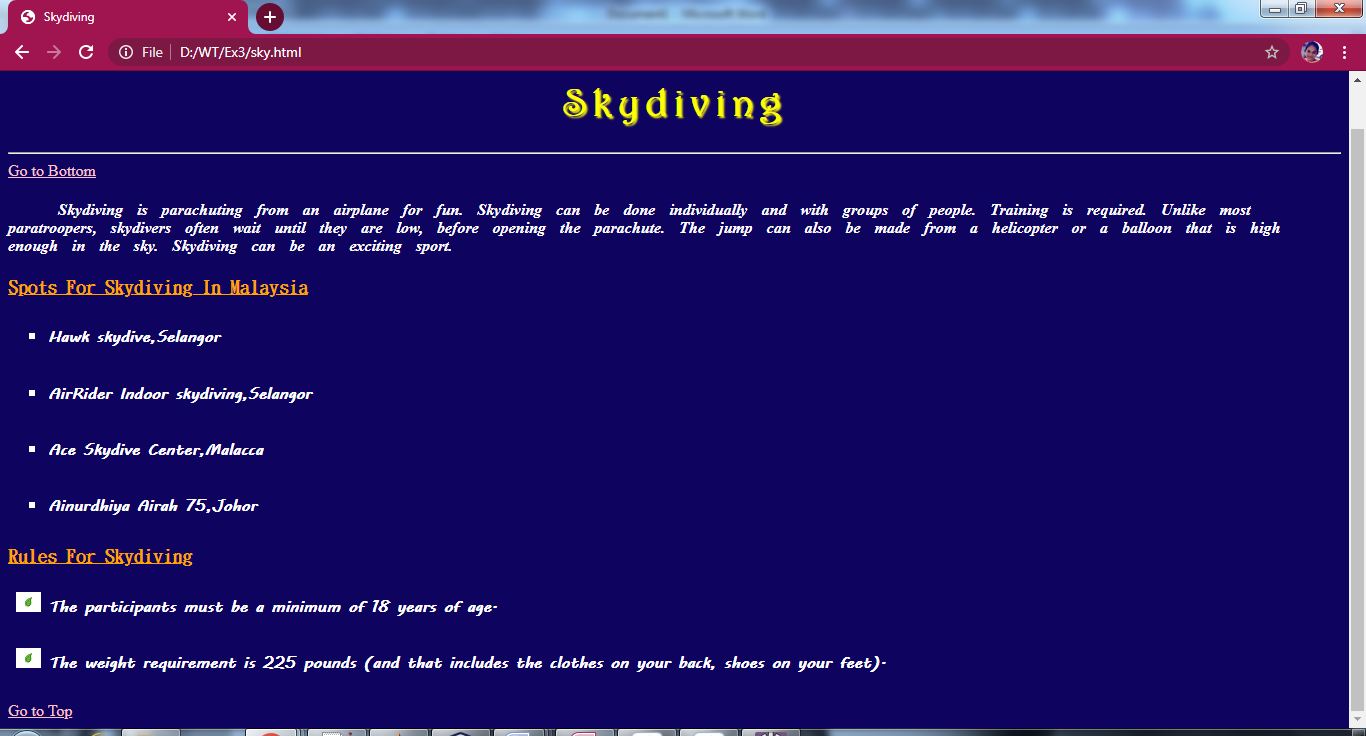 Skydiving
File
D:/WT/Ex3/sky.html
Skydiving
Go to Bottom
Skydiving is parachuting from an airplane for fun. Skydiving can be done individually and with groups of people. Training is required. Unlike most
paratroopers, skydivers often wait until they are low, before opening the parachute. The jump can also be made from a helicopter or a balloon that is high
enough in the sky. Skydiving can be an exciting sport.
Spots For Skydiving In Malaysia
Hawk skydive,Selangor
AirRider Indoor skydiving,Selangor
Ace Skydive Center,Malacca
Ainurdhiya Airah 75,Johor
Rules For Skydiving
The participants must be a minimum of 18 years of age.
The weight requirement is 225 pounds (and that includes the clothes on your back, shoes on your feet).
Go to Top